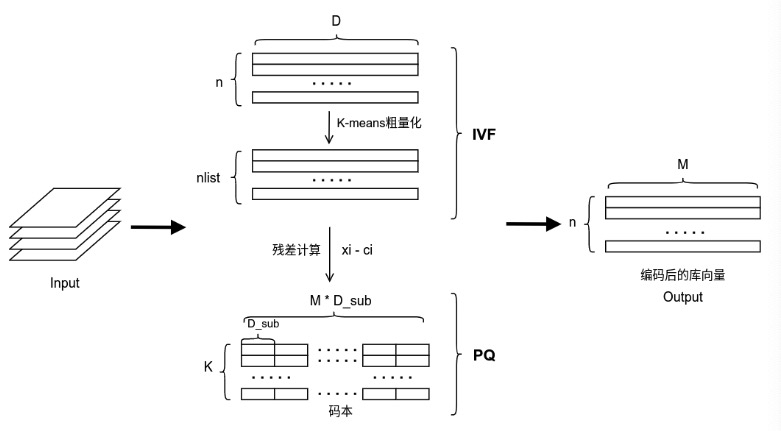 Input
D
n
K-means粗量化
nlist
IVF
残差计算 xi - ci
M * D_sub
D_sub
K
码本
PQ
M
n
编码后的库向量
Output